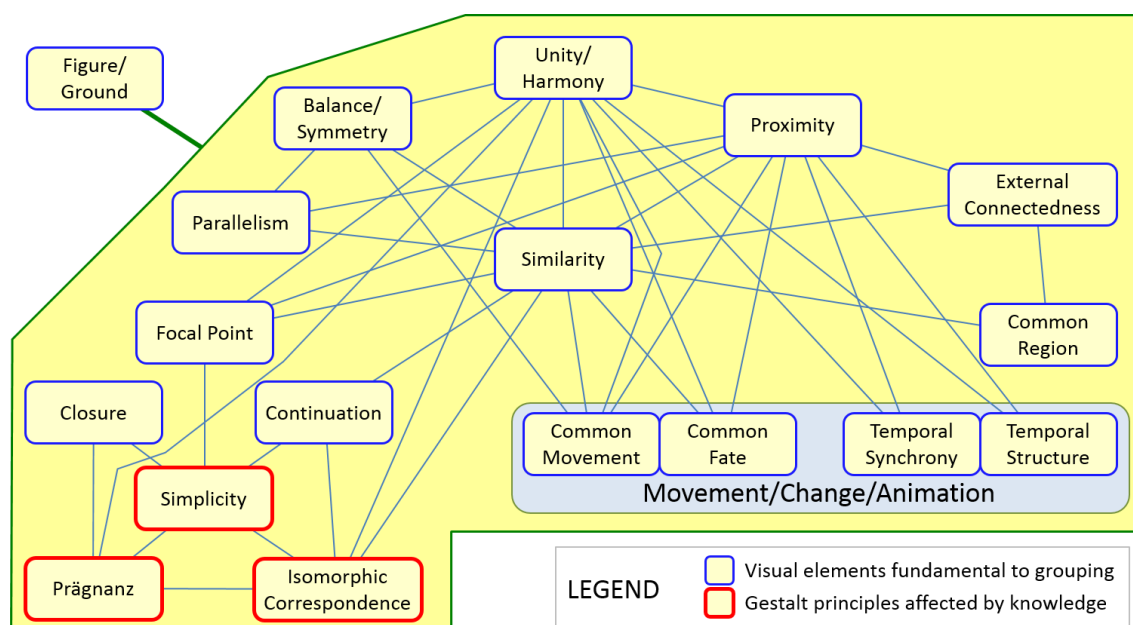 Figure/
Ground
Unity/
Harmony
Balance/
Symmetry
Proximity
Parallelism
External
Connectedness
Similarity
Focal Point
Common
Region
Closure
Continuation
Common
Movement
Common
Fate
Temporal
Synchrony
Temporal
Structure
Movement/Change/Animation
Simplicity
Prägnanz
Isomorphic
Correspondence
LEGEND
Visual elements fundamental to grouping
Gestalt principles affected by knowledge